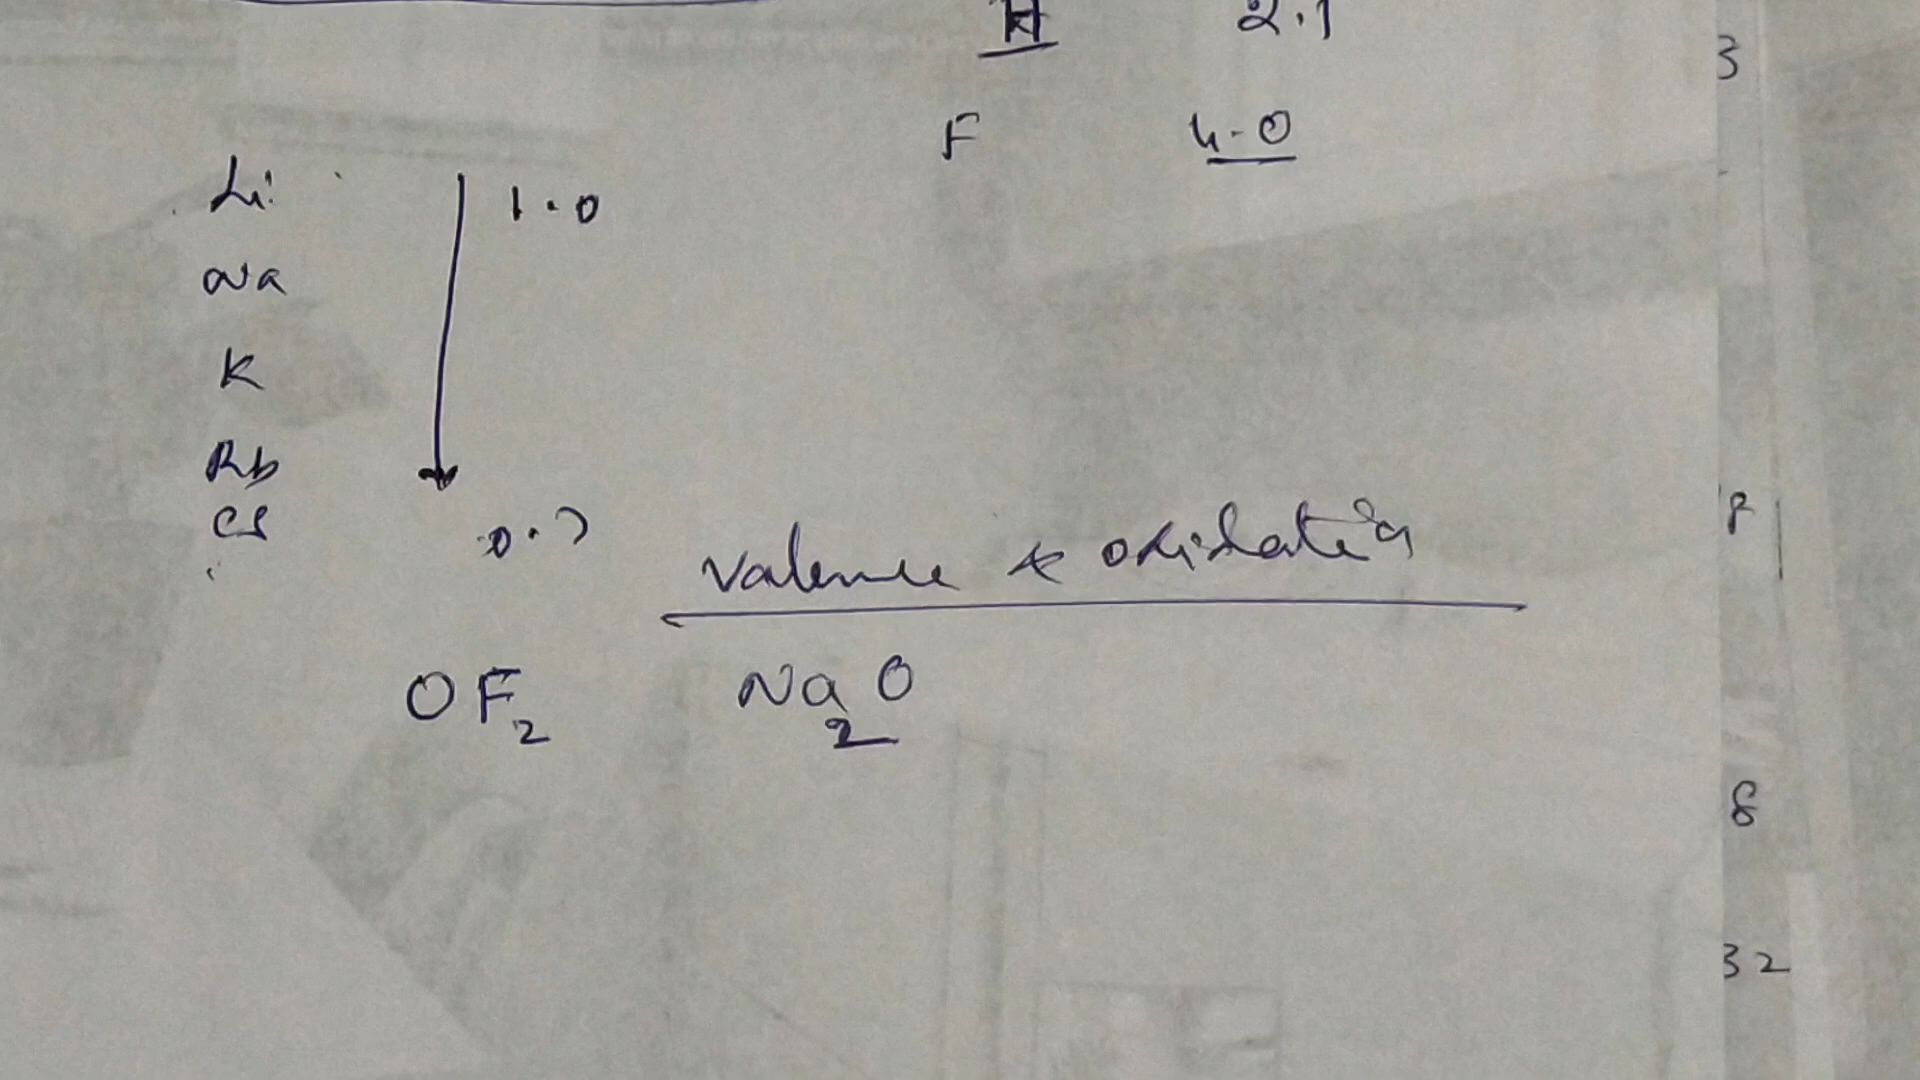 H 2.1
3
F 4.0
Li 1.0
Na
K
Rb
Cs 0.7
Valence & oxidation
8
OF2 Na2O
8
32